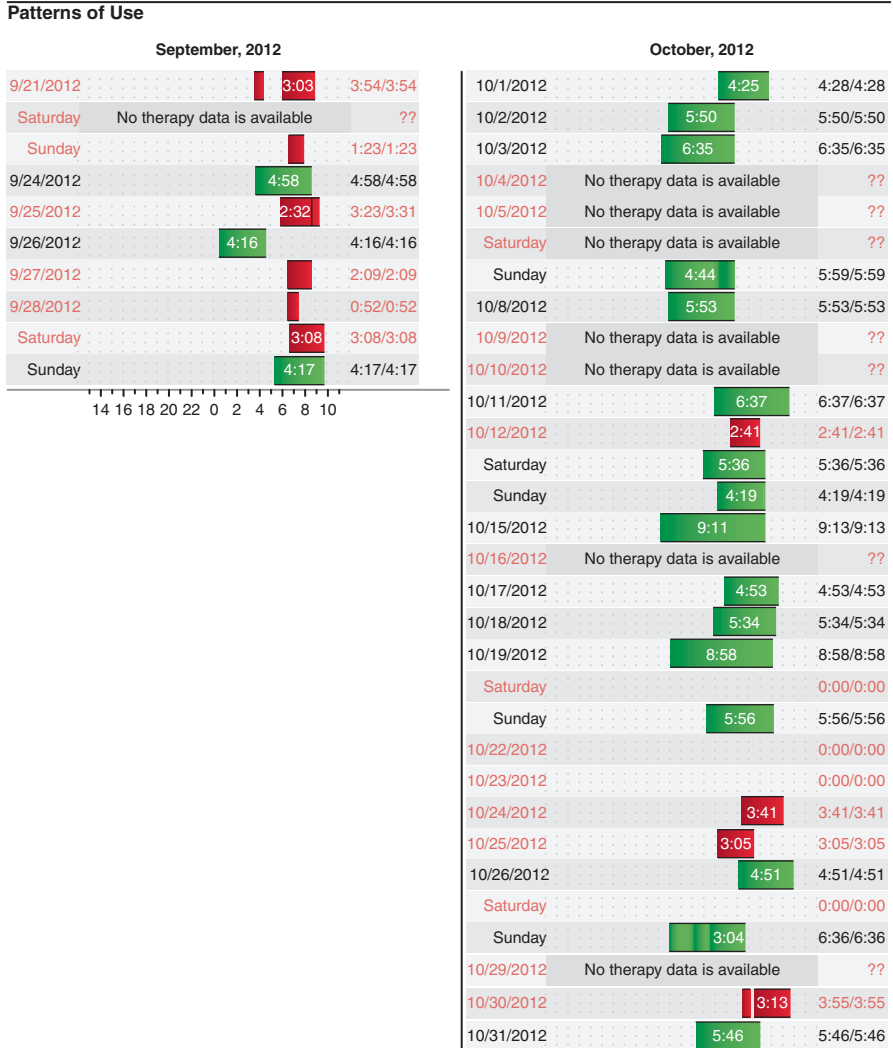 Patterns of Use
September, 2012
9/21/2012 3:03 3:54/3:54
Saturday No therapy data is available ??
Sunday 1:23/1:23
9/24/2012 4:58 4:58/4:58
9/25/2012 2:32 3:23/3:31
9/26/2012 4:16 4:16/4:16
9/27/2012 2:09/2:09
9/28/2012 0:52/0:52
Saturday 3:08 3:08/3:08
Sunday 4:17 4:17/4:17
14 16 18 20 22 0 2 4 6 8 10
October, 2012
10/1/2012 4:25 4:28/4:28
10/2/2012 5:50 5:50/5:50
10/3/2012 6:35 6:35/6:35
10/4/2012 No therapy data is available ??
10/5/2012 No therapy data is available ??
Saturday No therapy data is available ??
Sunday 4:44 5:59/5:59
10/8/2012 5:53 5:53/5:53
10/9/2012 No therapy data is available ??
10/10/2012 No therapy data is available ??
10/11/2012 6:37 6:37/6:37
10/12/2012 2:41 2:41/2:41
Saturday 5:36 5:36/5:36
Sunday 4:19 4:19/4:19
10/15/2012 9:11 9:13/9:13
10/16/2012 No therapy data is available ??
10/17/2012 4:53 4:53/4:53
10/18/2012 5:34 5:34/5:34
10/19/2012 8:58 8:58/8:58
Saturday 0:00/0:00
Sunday 5:56 5:56/5:56
10/22/2012 0:00/0:00
10/23/2012 0:00/0:00
10/24/2012 3:41 3:41/3:41
10/25/2012 3:05 3:05/3:05
10/26/2012 4:51 4:51/4:51
Saturday 0:00/0:00
Sunday 3:04 6:36/6:36
10/29/2012 No therapy data is available ??
10/30/2012 3:13 3:55/3:55
10/31/2012 5:46 5:46/5:46